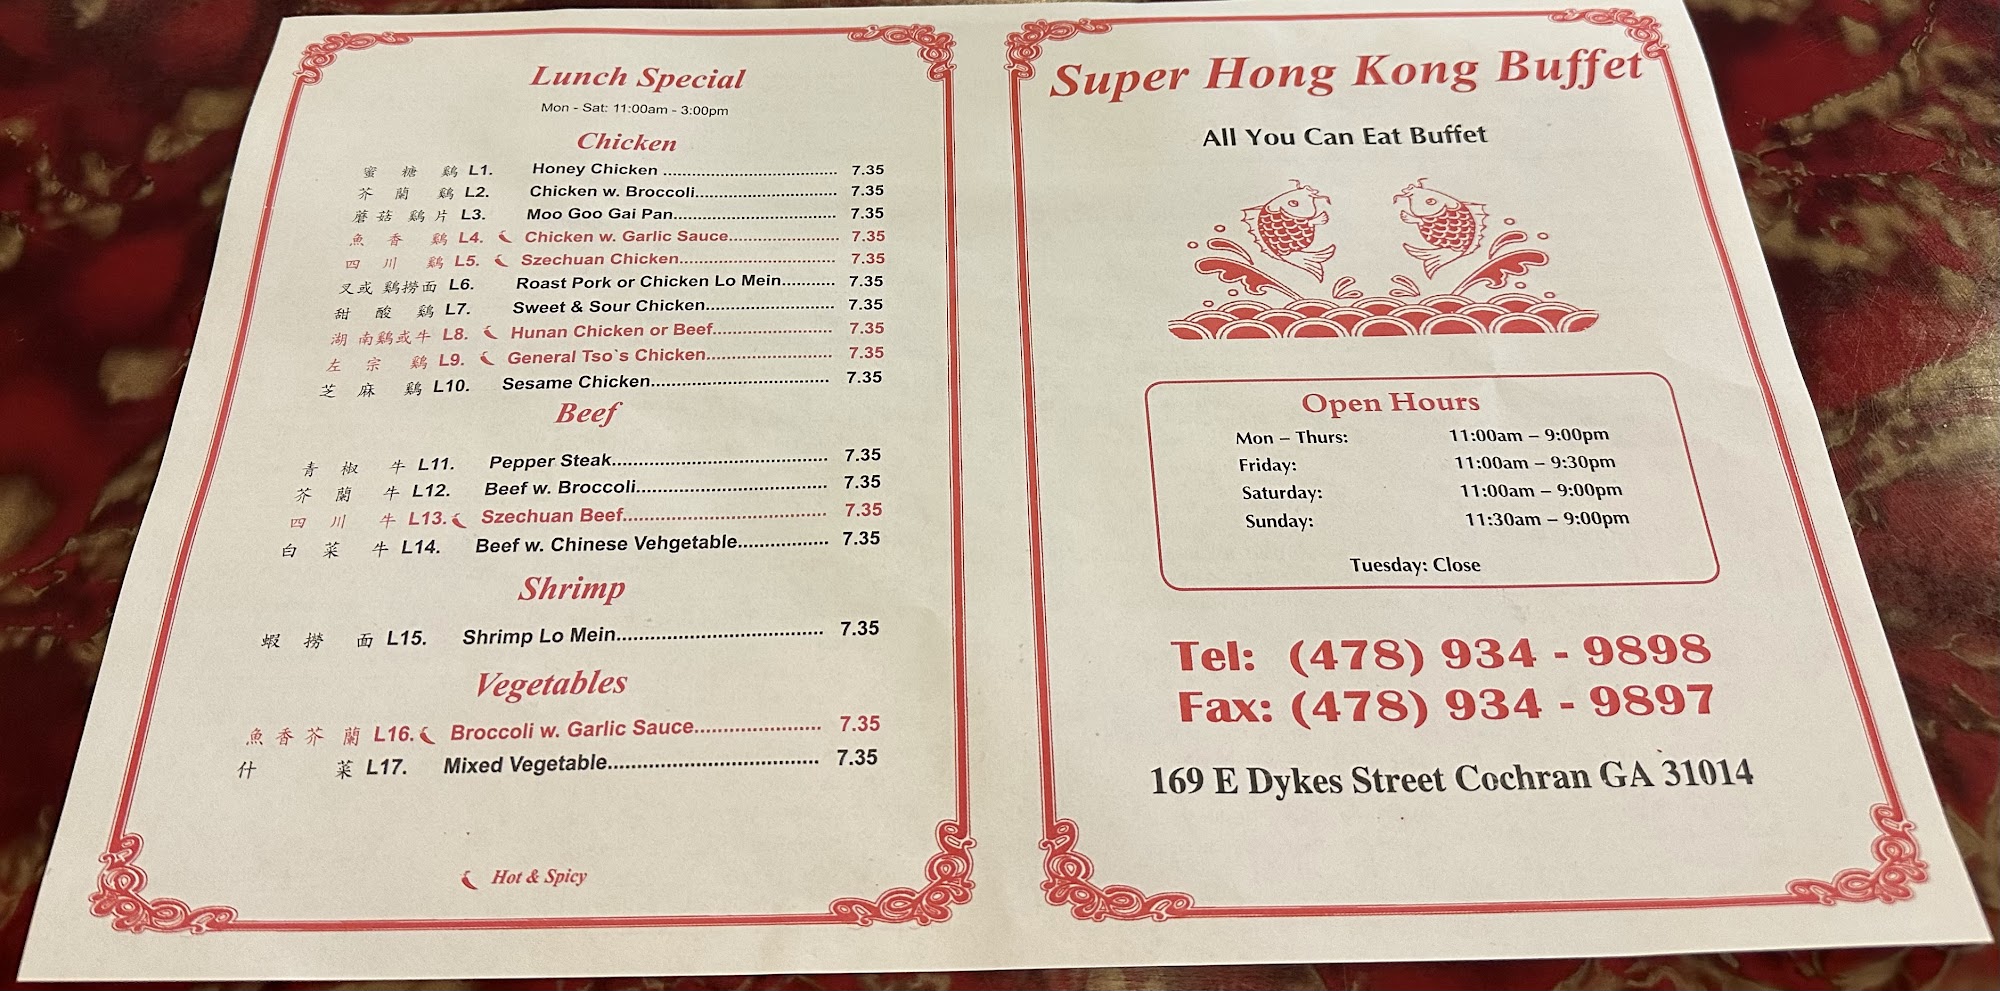 Lunch Special
Mon - Sat: 11:00am - 3:00pm
Chicken
蜜 糖 鷄 L1. Honey Chicken ..................................... 7.35
芥 蘭 鷄 L2. Chicken w. Broccoli.............................. 7.35
蘑 菇 鷄 片 L3. Moo Goo Gai Pan.................................. 7.35
魚 香 鷄 L4. Chicken w. Garlic Sauce....................... 7.35
四 川 鷄 L5. Szechuan Chicken................................. 7.35
叉或 鷄撈面 L6. Roast Pork or Chicken Lo Mein........... 7.35
甜 酸 鷄 L7. Sweet & Sour Chicken........................... 7.35
湖 南鷄或牛 L8. Hunan Chicken or Beef......................... 7.35
左 宗 鷄 L9. General Tso`s Chicken.......................... 7.35
芝 麻 鷄 L10. Sesame Chicken..................................... 7.35
Beef
青 椒 牛 L11. Pepper Steak........................................... 7.35
芥 蘭 牛 L12. Beef w. Broccoli...................................... 7.35
四 川 牛 L13. Szechuan Beef........................................ 7.35
白 菜 牛 L14. Beef w. Chinese Vehgetable................. 7.35
Shrimp
蝦 撈 面 L15. Shrimp Lo Mein...................................... 7.35
Vegetables
魚 香 芥 蘭 L16. Broccoli w. Garlic Sauce...................... 7.35
什 菜 L17. Mixed Vegetable..................................... 7.35
Hot & Spicy
Super Hong Kong Buffet
All You Can Eat Buffet
Open Hours
Mon – Thurs: 11:00am – 9:00pm
Friday: 11:00am – 9:30pm
Saturday: 11:00am – 9:00pm
Sunday: 11:30am – 9:00pm
Tuesday: Close
Tel: (478) 934 - 9898
Fax: (478) 934 - 9897
169 E Dykes Street Cochran GA 31014